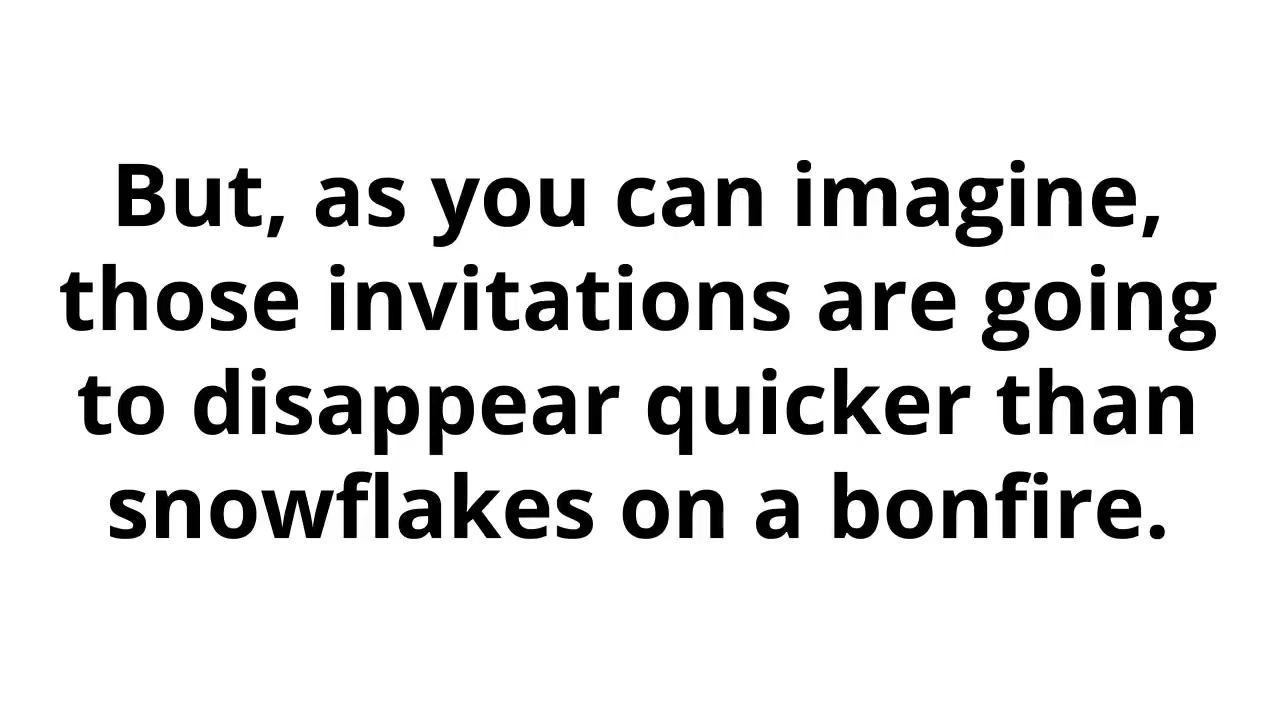 But, as you can imagine,
those invitations are going
to disappear quicker than
snowflakes on a bonfire.